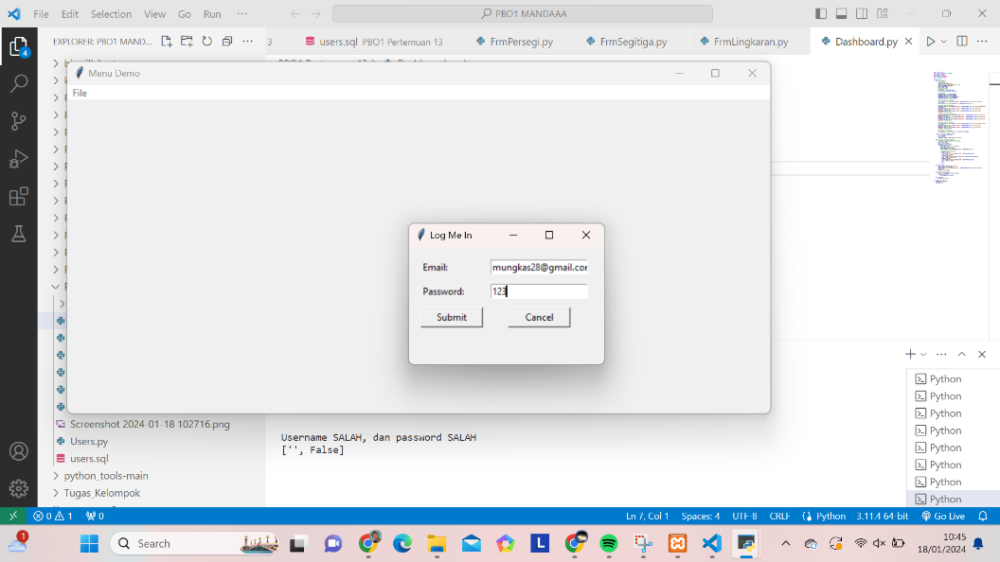 File Edit Selection View Go Run ··· PBO1 MANDAAA
4
EXPLORER: PBO1 MAND... ···
3 users.sql PBO1 Pertemuan 13 FrmPersegi.py FrmSegitiga.py FrmLingkaran.py Dashboard.py ···
Menu Demo
File
Log Me In
Email: mungkas28@gmail.com
Password: 123
Submit Cancel
Screenshot 2024-01-18 102716.png
Users.py
users.sql
python_tools-main
Tugas_Kelompok
Username SALAH, dan password SALAH
['', False]
···
Python
Python
Python
Python
Python
Python
Python
Python
0 1 0 Ln 7, Col 1 Spaces: 4 UTF-8 CRLF Python 3.11.4 64-bit Go Live
1 Search L 10:45
18/01/2024